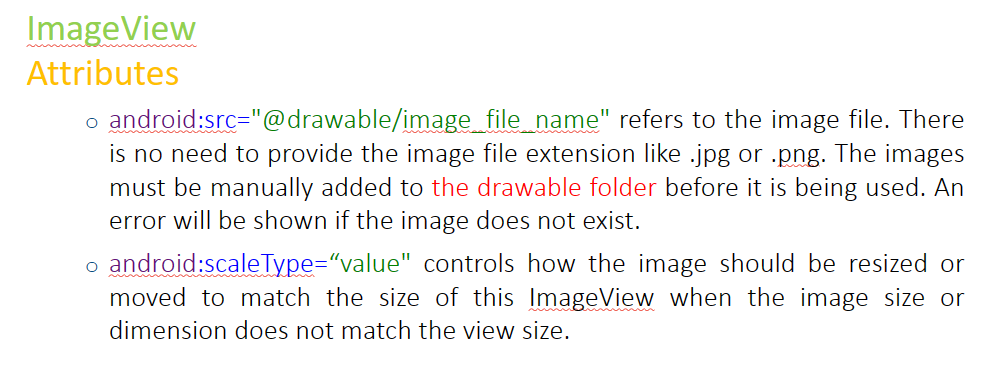 ImageView
Attributes
o android:src="@drawable/image_file_name" refers to the image file. There
is no need to provide the image file extension like .jpg or .png. The images
must be manually added to the drawable folder before it is being used. An
error will be shown if the image does not exist.
o android:scaleType=“value" controls how the image should be resized or
moved to match the size of this ImageView when the image size or
dimension does not match the view size.